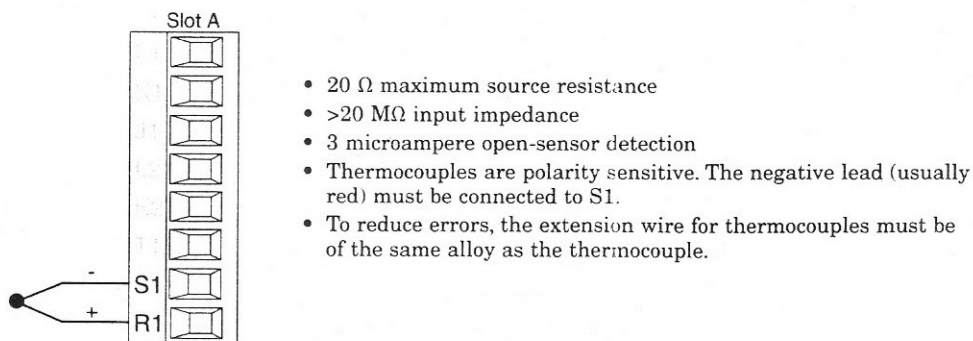 Slot A
• 20 Ω maximum source resistance
• >20 MΩ input impedance
• 3 microampere open-sensor detection
• Thermocouples are polarity sensitive. The negative lead (usually
red) must be connected to S1.
• To reduce errors, the extension wire for thermocouples must be
of the same alloy as the thermocouple.
- S1
+ R1